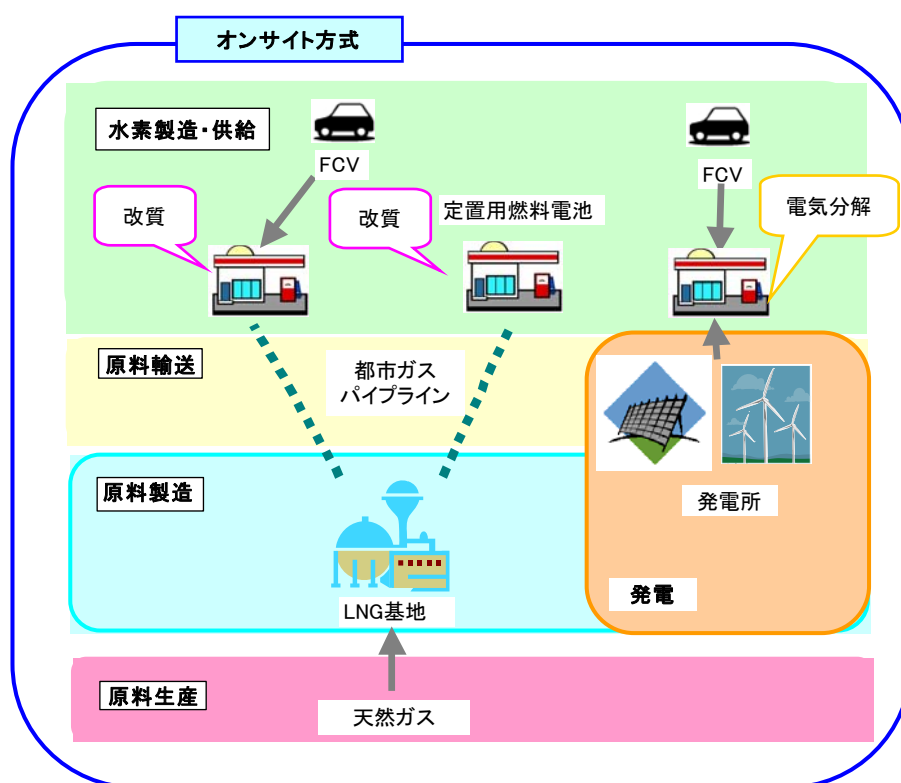 オンサイト方式
水素製造・供給
FCV
FCV
改質
改質
定置用燃料電池
電気分解
原料輸送
都市ガス
パイプライン
原料製造
発電所
LNG基地
発電
原料生産
天然ガス